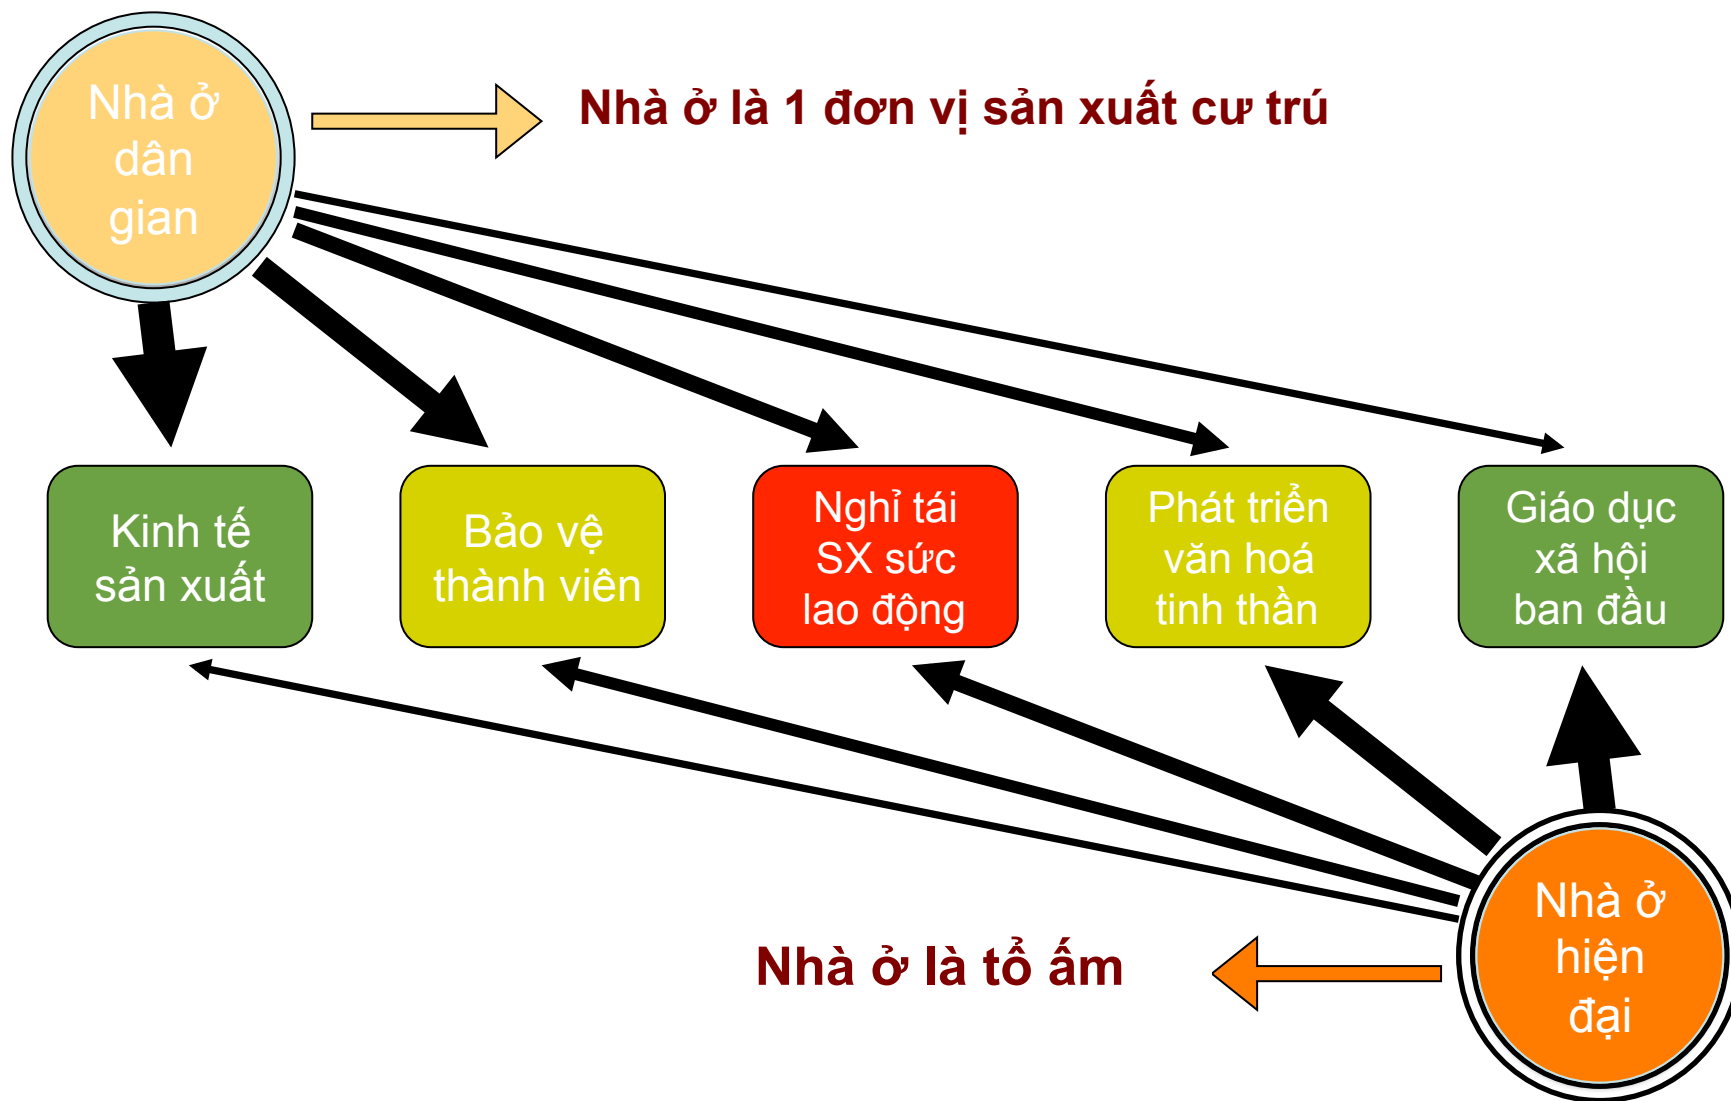 Nhà ở
dân
gian
Nhà ở là 1 đơn vị sản xuất cư trú
Kinh tế
sản xuất
Bảo vệ
thành viên
Nghỉ tái
SX sức
lao động
Phát triển
văn hoá
tinh thần
Giáo dục
xã hội
ban đầu
Nhà ở là tổ ấm
Nhà ở
hiện
đại